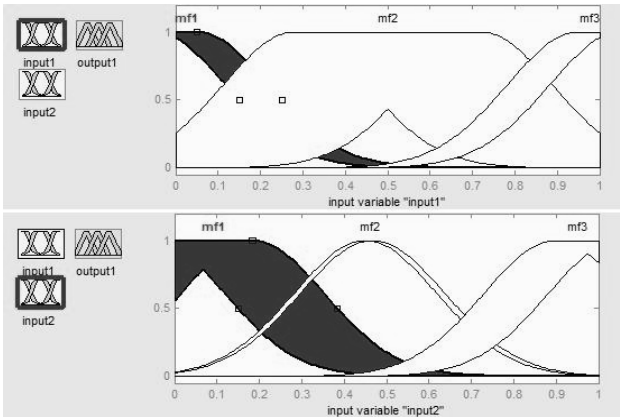 mf1 mf2 mf3
input1 output1
input2
1
0.5
0
0 0.1 0.2 0.3 0.4 0.5 0.6 0.7 0.8 0.9 1
input variable "input1"
mf1 mf2 mf3
input1 output1
input2
1
0.5
0
0 0.1 0.2 0.3 0.4 0.5 0.6 0.7 0.8 0.9 1
input variable "input2"